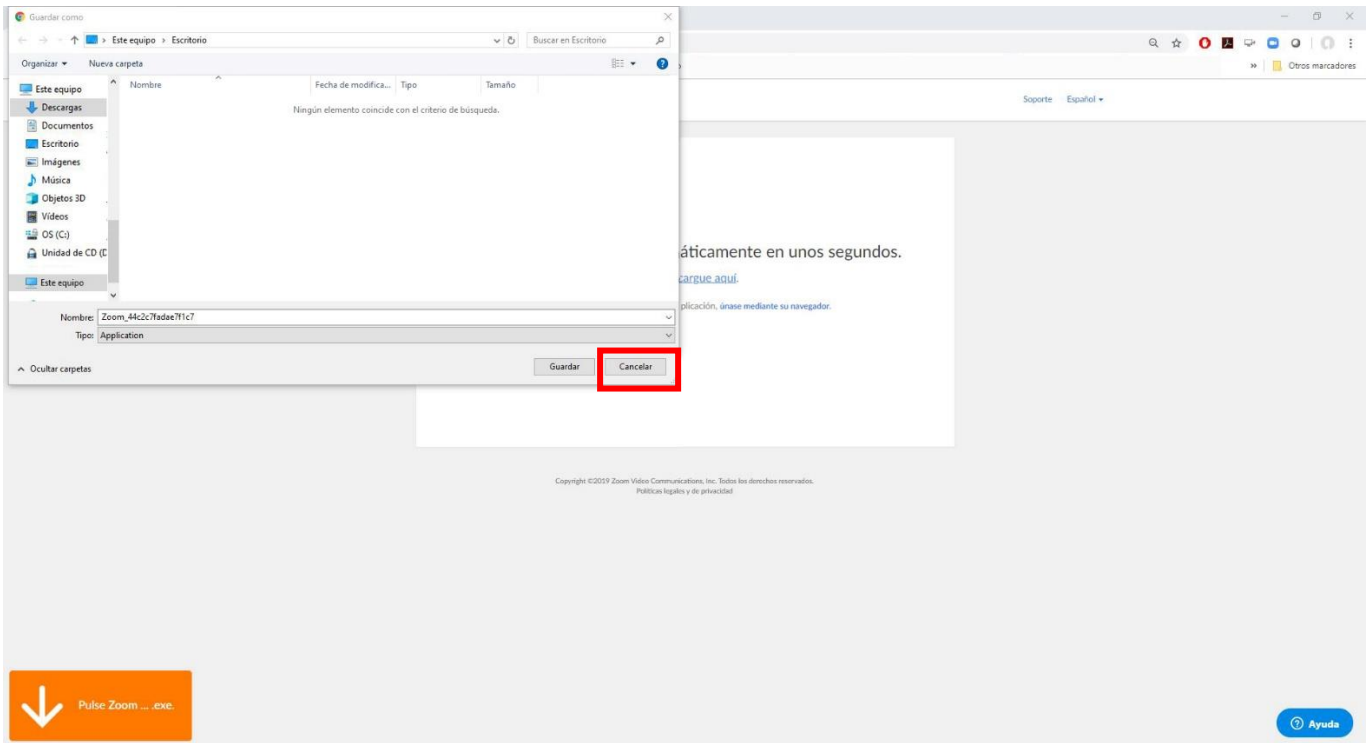 Guardar como
Este equipo > Escritorio
Buscar en Escritorio
Organizar
Nueva carpeta
Otros marcadores
Este equipo
Descargas
Documentos
Escritorio
Imágenes
Música
Objetos 3D
Vídeos
OS (C:)
Unidad de CD (D
Este equipo
Nombre
Fecha de modifica...
Tipo
Tamaño
Ningún elemento coincide con el criterio de búsqueda.
Soporte
Español
áticamente en unos segundos.
cargue aquí.
plicación, únase mediante su navegador.
Nombre: Zoom_44c2c7fadae7f1c7
Tipo: Application
Ocultar carpetas
Guardar
Cancelar
Copyright ©2019 Zoom Video Communications, Inc. Todos los derechos reservados.
Políticas legales y de privacidad
Pulse Zoom ... .exe.
Ayuda